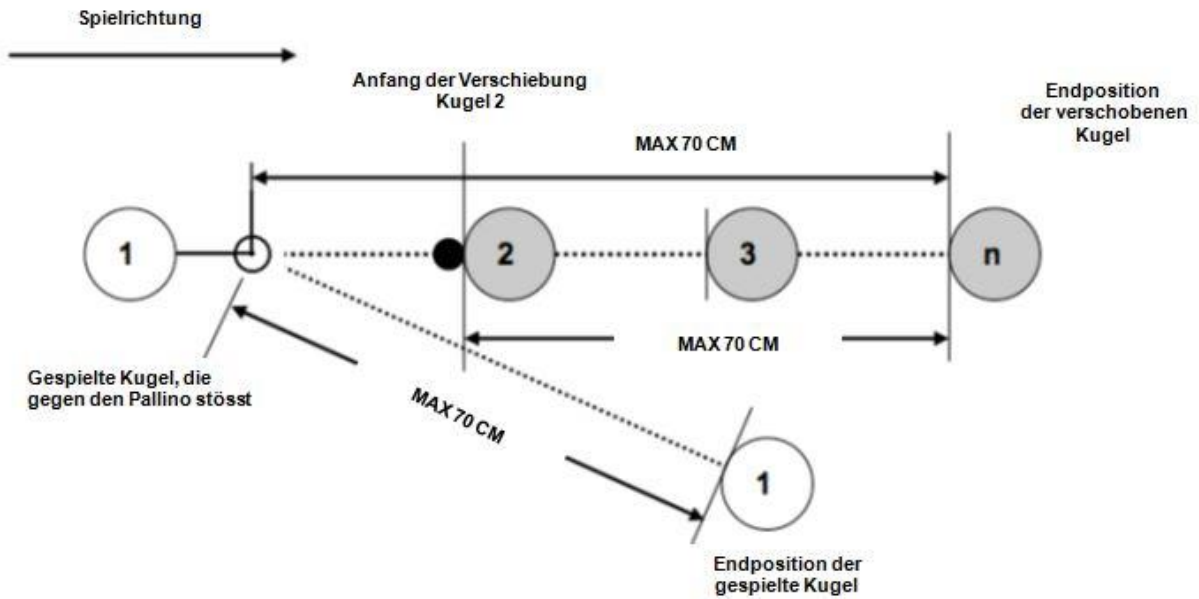 Spielrichtung
Anfang der Verschiebung
Kugel 2
Endposition
der verschobenen
Kugel
MAX 70 CM
1
2
3
n
MAX 70 CM
Gespielte Kugel, die
gegen den Pallino stösst
MAX 70 CM
1
Endposition der
gespielte Kugel